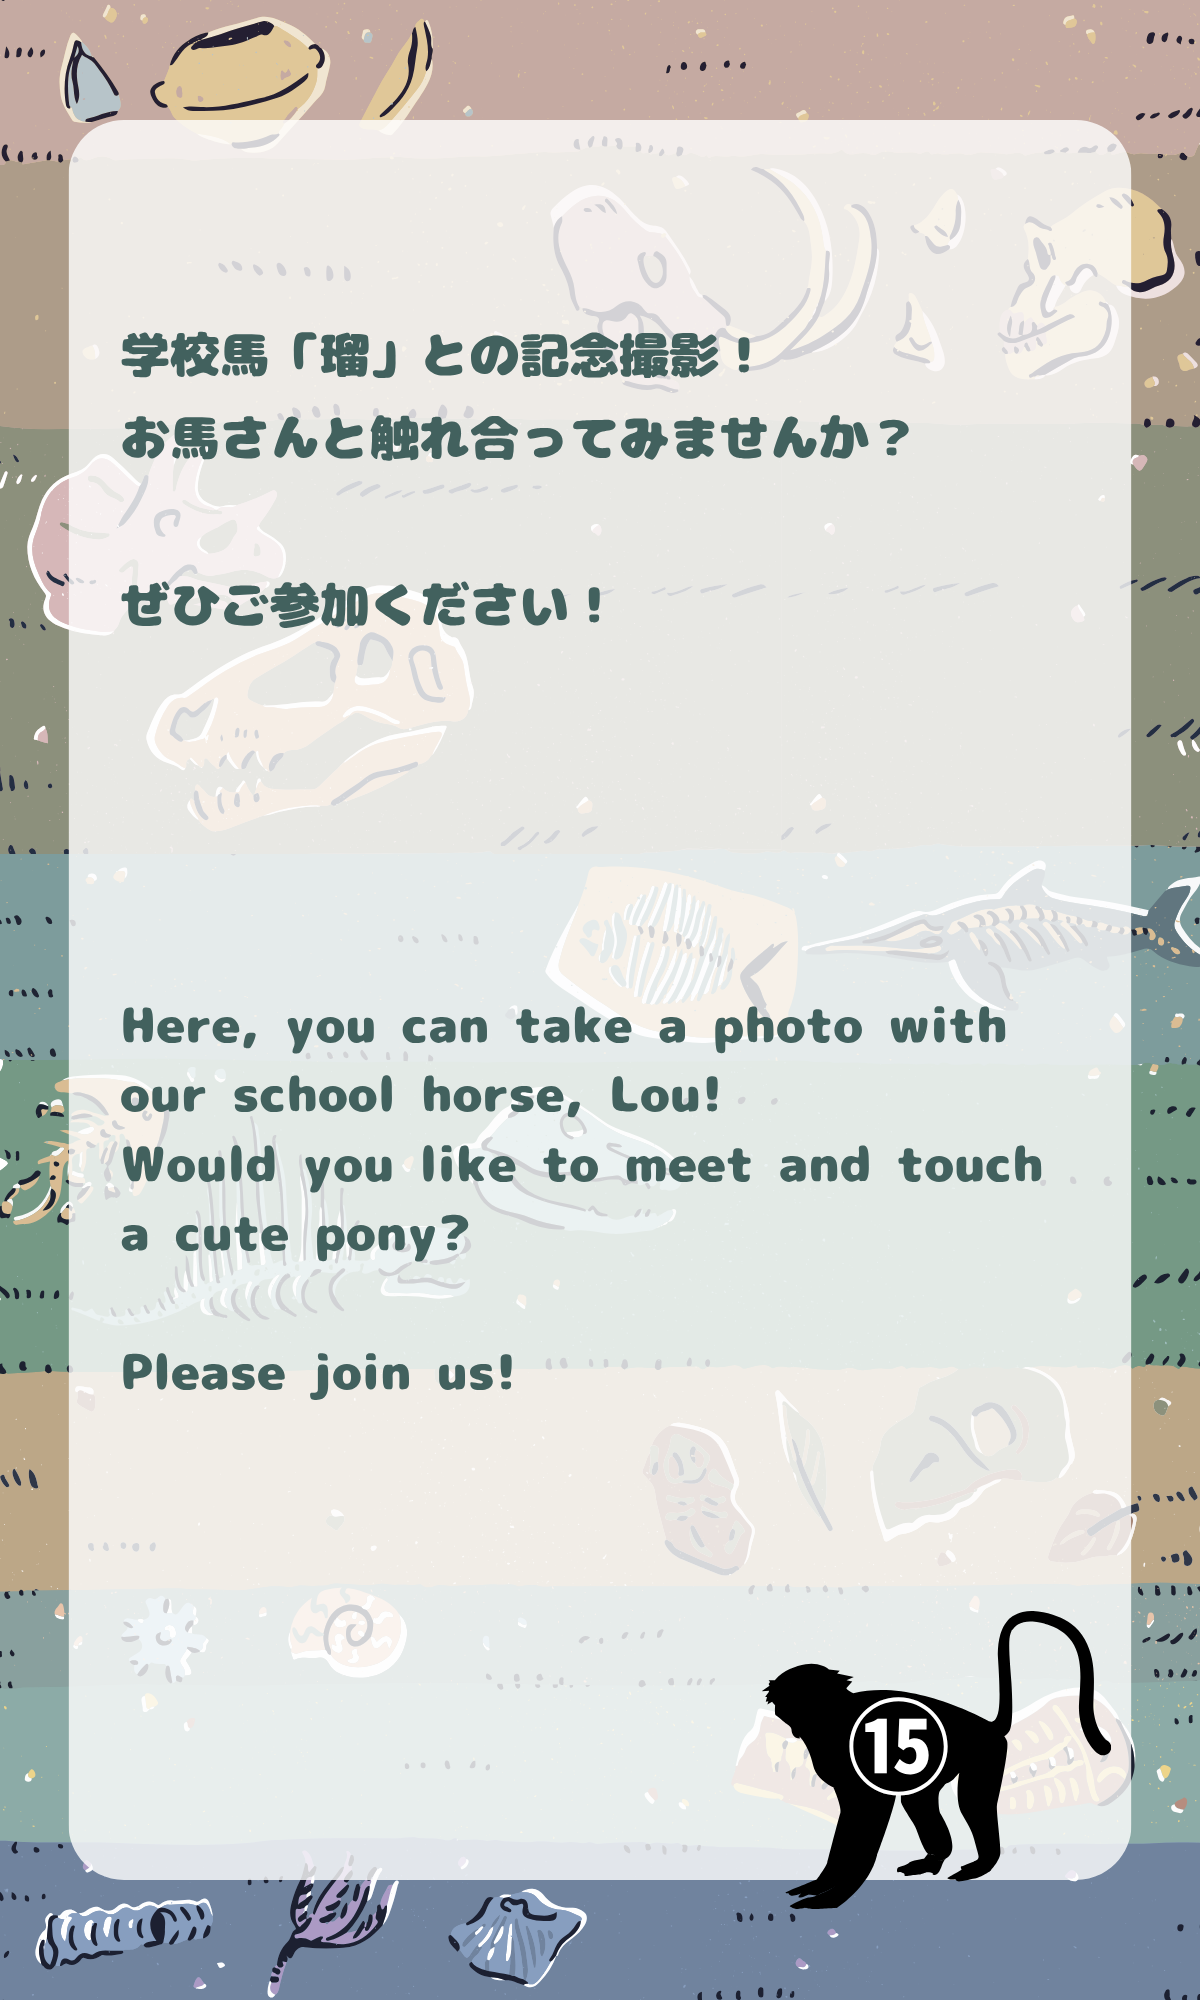 学校馬「瑠」との記念撮影！
お馬さんと触れ合ってみませんか？
ぜひご参加ください！
Here, you can take a photo with
our school horse, Lou!
Would you like to meet and touch
a cute pony?
Please join us!
15